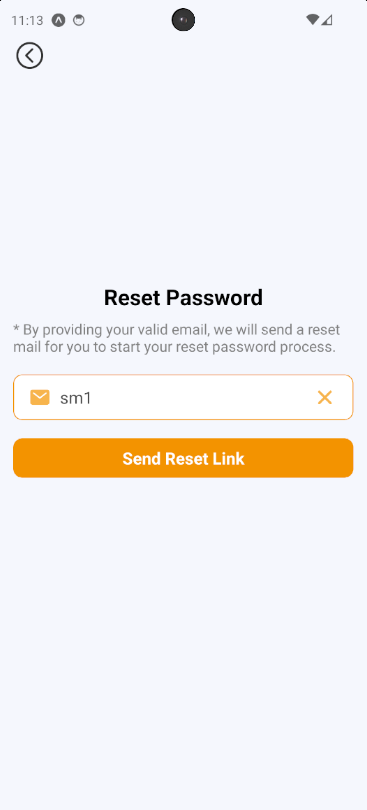 11:13
Reset Password
* By providing your valid email, we will send a reset
mail for you to start your reset password process.
sm1
Send Reset Link